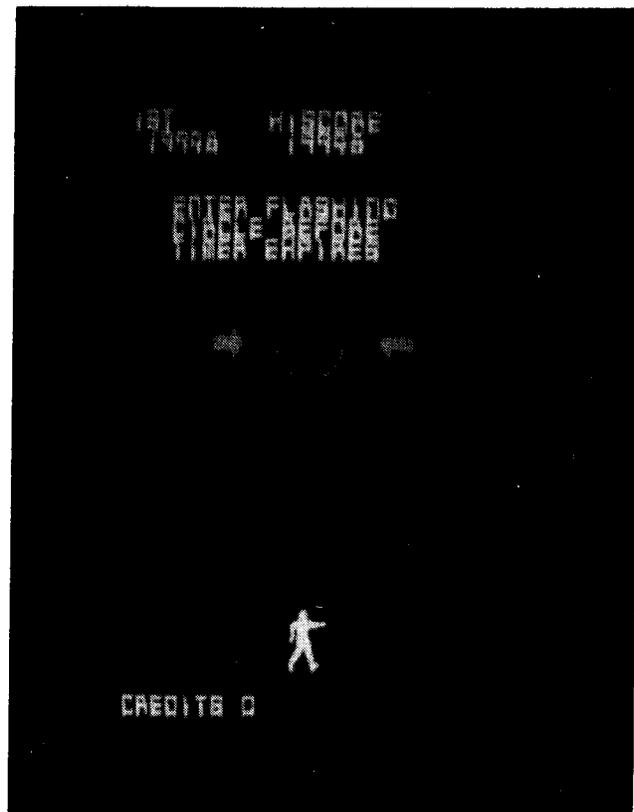 1ST HISCORE
ENTER FLASHING
CIRCLE BEFORE
TIMER EXPIRES
CREDITS 0